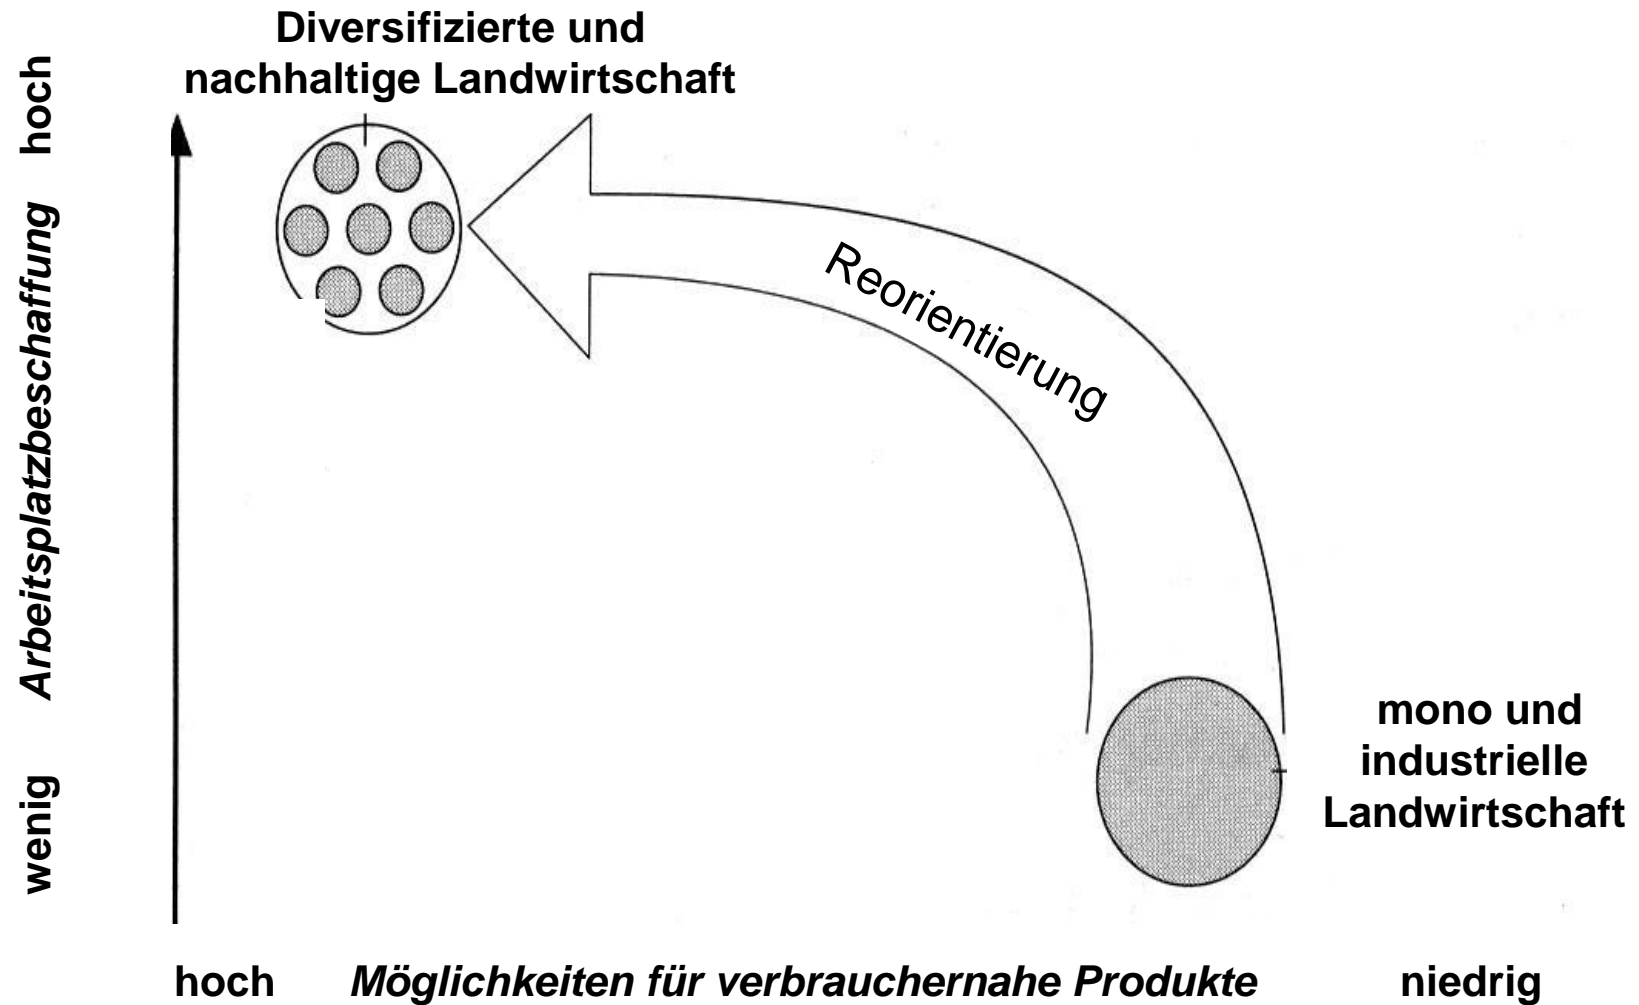 Diversifizierte und
nachhaltige Landwirtschaft
hoch
Arbeitsplatzbeschaffung
wenig
Reorientierung
mono und
industrielle
Landwirtschaft
hoch Möglichkeiten für verbrauchernahe Produkte niedrig